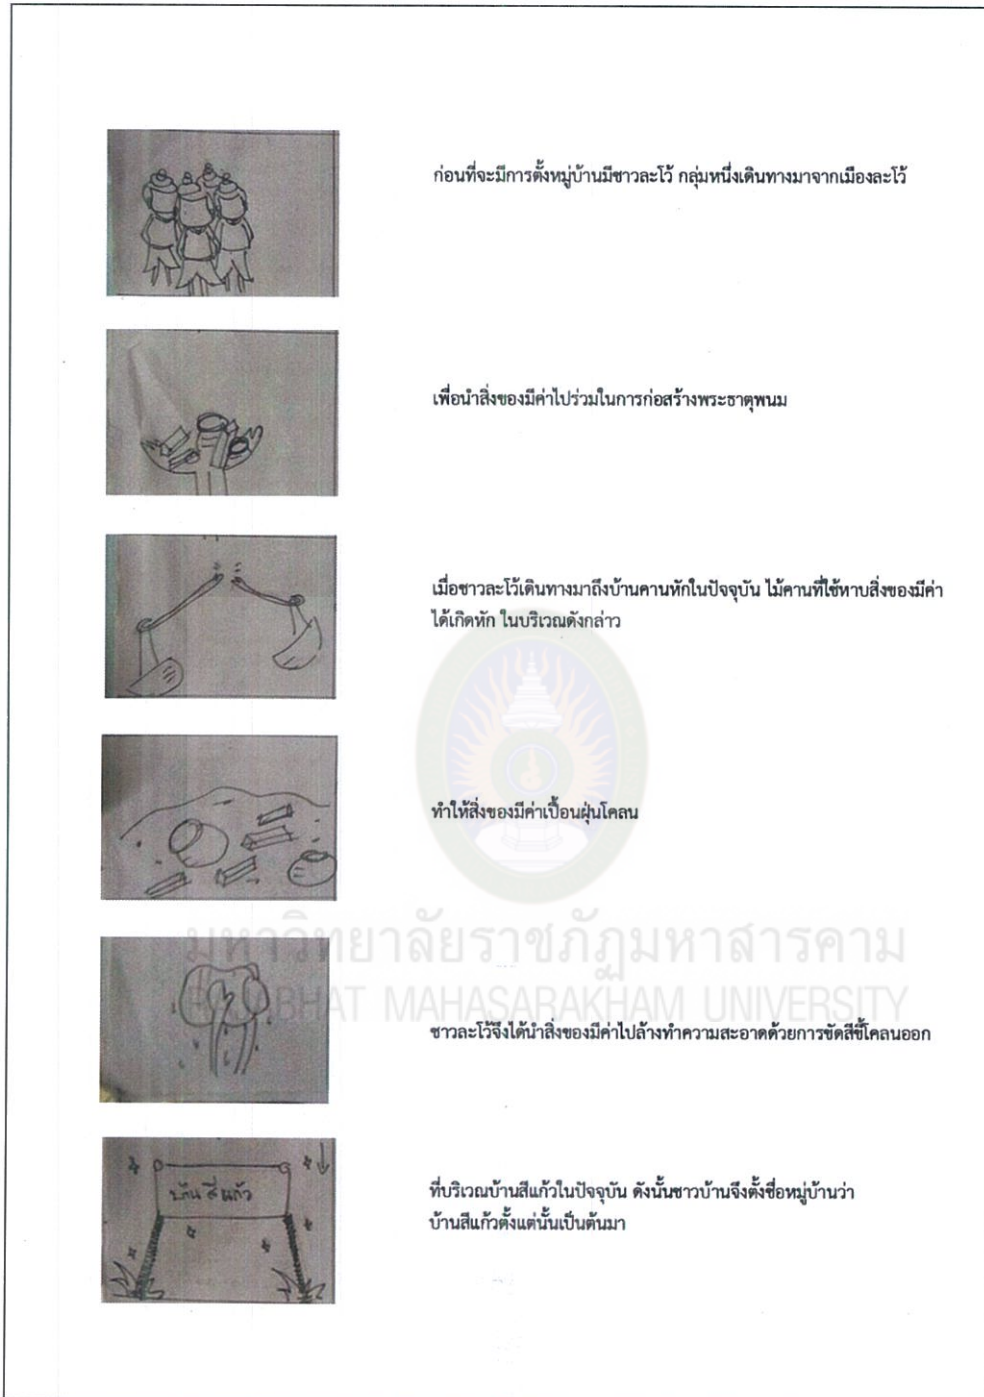 ก่อนที่จะมีการตั้งหมู่บ้านมีชาวละโว้ กลุ่มหนึ่งเดินทางมาจากเมืองละโว้
เพื่อนำสิ่งของมีค่าไปร่วมในการก่อสร้างพระธาตุพนม
เมื่อชาวละโว้เดินทางมาถึงบ้านคานหักในปัจจุบัน ไม้คานที่ใช้หาบสิ่งของมีค่า
ได้เกิดหัก ในบริเวณดังกล่าว
ทำให้สิ่งของมีค่าเปื้อนฝุ่นโคลน
มหาวิทยาลัยราชภัฏมหาสารคาม
RAJABHAT MAHASARAKHAM UNIVERSITY
ชาวละโว้จึงได้นำสิ่งของมีค่าไปล้างทำความสะอาดด้วยการขัดสีขี้โคลนออก
บ้านสีแก้ว
ที่บริเวณบ้านสีแก้วในปัจจุบัน ดังนั้นชาวบ้านจึงตั้งชื่อหมู่บ้านว่า
บ้านสีแก้วตั้งแต่นั้นเป็นต้นมา